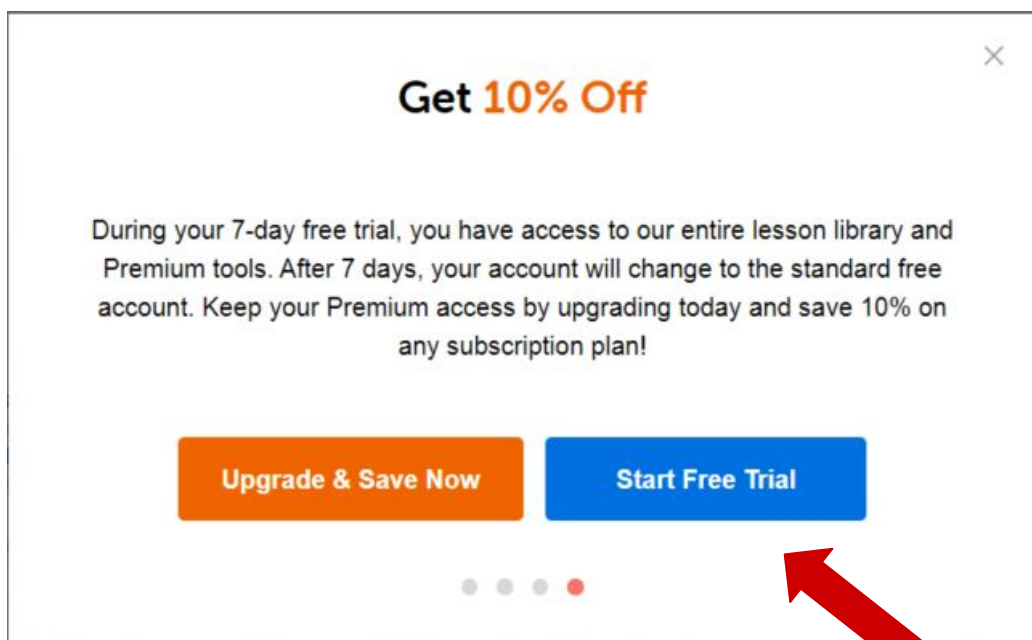 Get 10% Off
During your 7-day free trial, you have access to our entire lesson library and
Premium tools. After 7 days, your account will change to the standard free
account. Keep your Premium access by upgrading today and save 10% on
any subscription plan!
Upgrade & Save Now
Start Free Trial